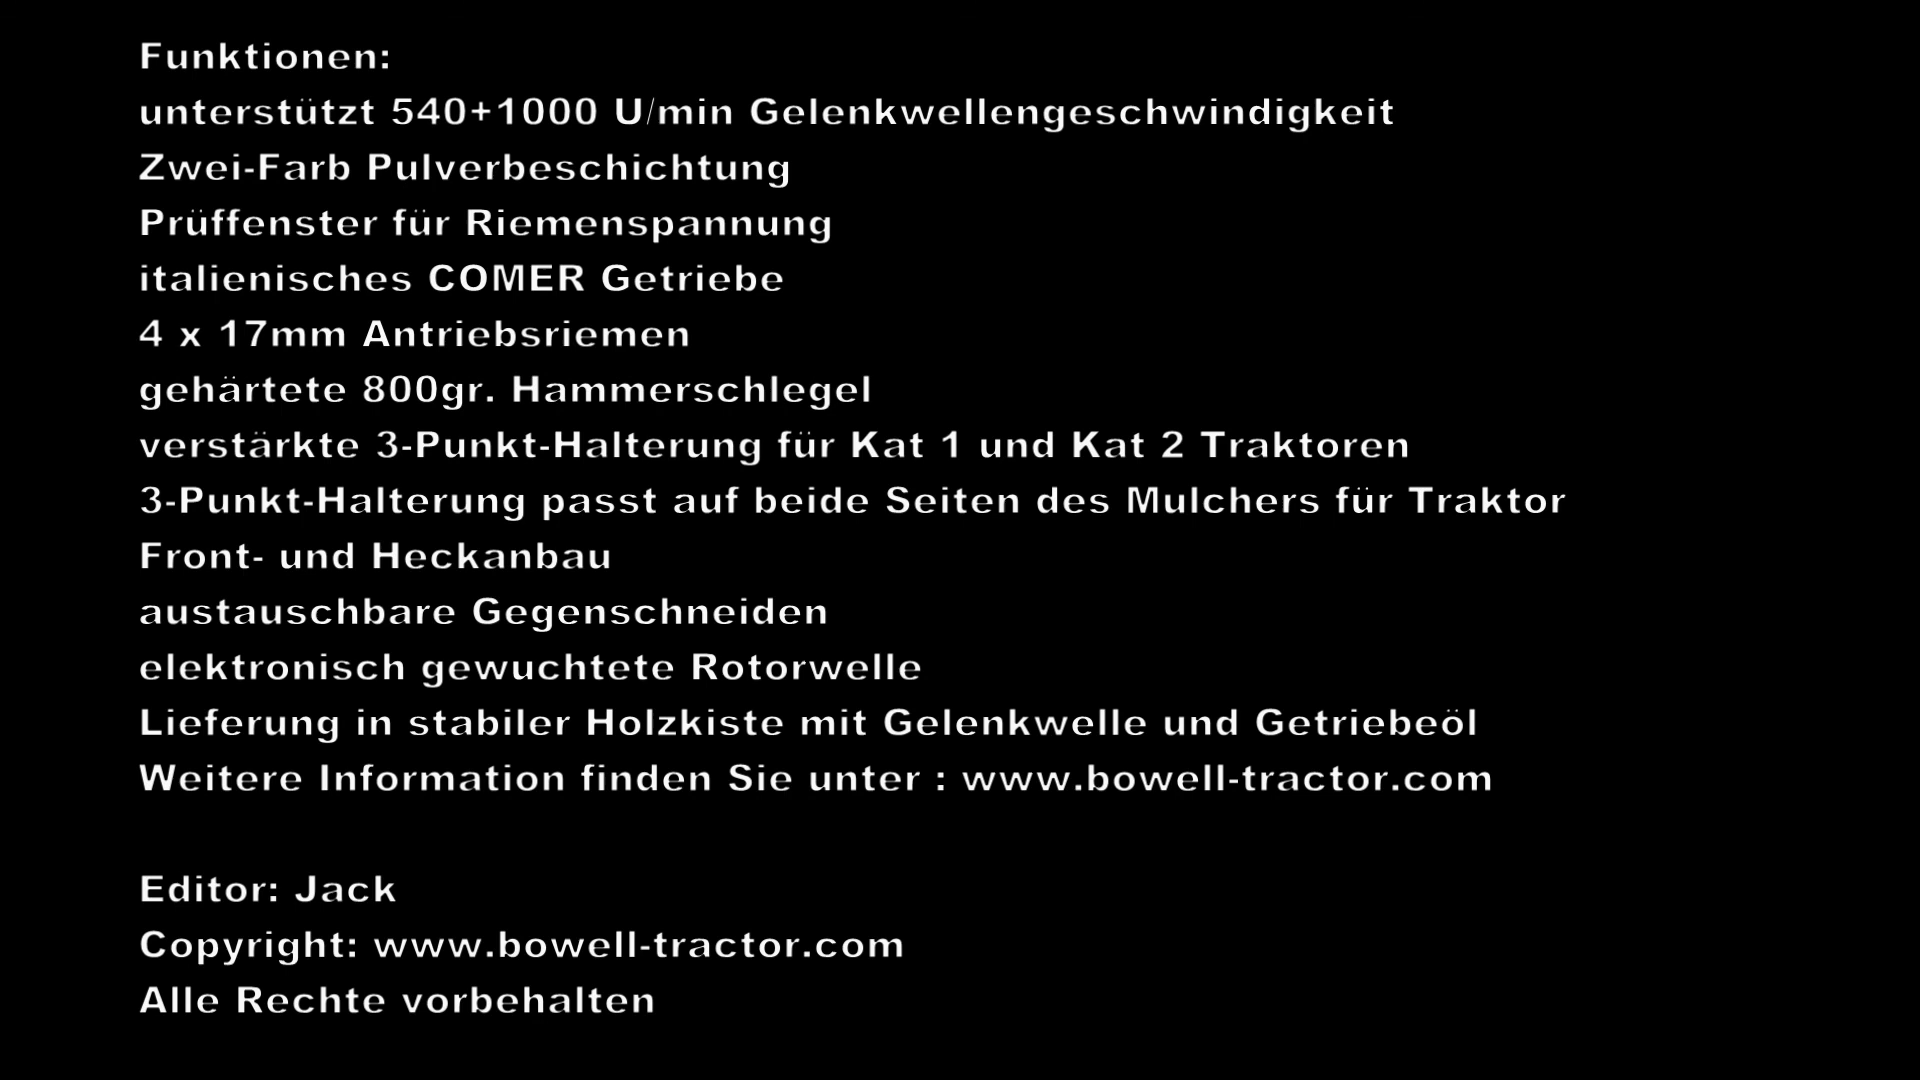 Funktionen:
unterstützt 540+1000 U/min Gelenkwellengeschwindigkeit
Zwei-Farb Pulverbeschichtung
Prüffenster für Riemenspannung
italienisches COMER Getriebe
4 x 17mm Antriebsriemen
gehärtete 800gr. Hammerschlegel
verstärkte 3-Punkt-Halterung für Kat 1 und Kat 2 Traktoren
3-Punkt-Halterung passt auf beide Seiten des Mulchers für Traktor
Front- und Heckanbau
austauschbare Gegenschneiden
elektronisch gewuchtete Rotorwelle
Lieferung in stabiler Holzkiste mit Gelenkwelle und Getriebeöl
Weitere Information finden Sie unter : www.bowell-tractor.com
Editor: Jack
Copyright: www.bowell-tractor.com
Alle Rechte vorbehalten